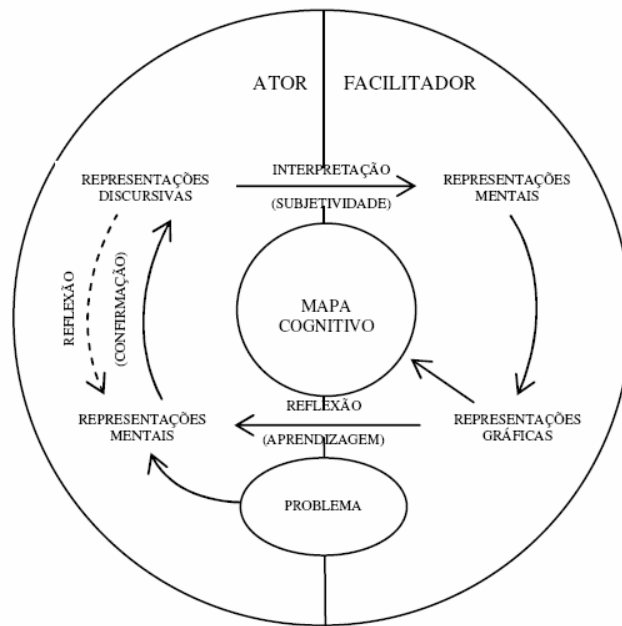 ATOR
FACILITADOR
INTERPRETAÇÃO
(SUBJETIVIDADE)
REPRESENTAÇÕES
DISCURSIVAS
REPRESENTAÇÕES
MENTAIS
REFLEXÃO
(CONFIRMAÇÃO)
MAPA
COGNITIVO
REFLEXÃO
(APRENDIZAGEM)
REPRESENTAÇÕES
MENTAIS
REPRESENTAÇÕES
GRÁFICAS
PROBLEMA